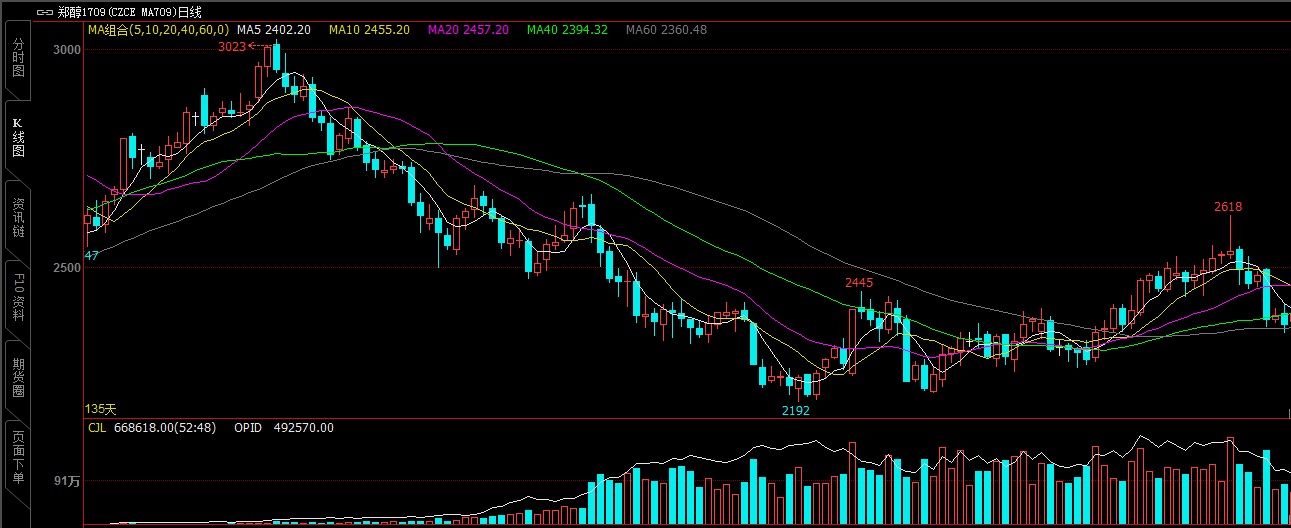 郑醇1709(CZCE MA709)日线
MA组合(5,10,20,40,60,0) MA5 2402.20 MA10 2455.20 MA20 2457.20 MA40 2394.32 MA60 2360.48
3000
3023
分时图
K线图
资讯链
2618
47
2500
F10资料
2445
期货圈
135天
2192
CJL 668618.00(52:48) OPID 492570.00
页面下单
91万